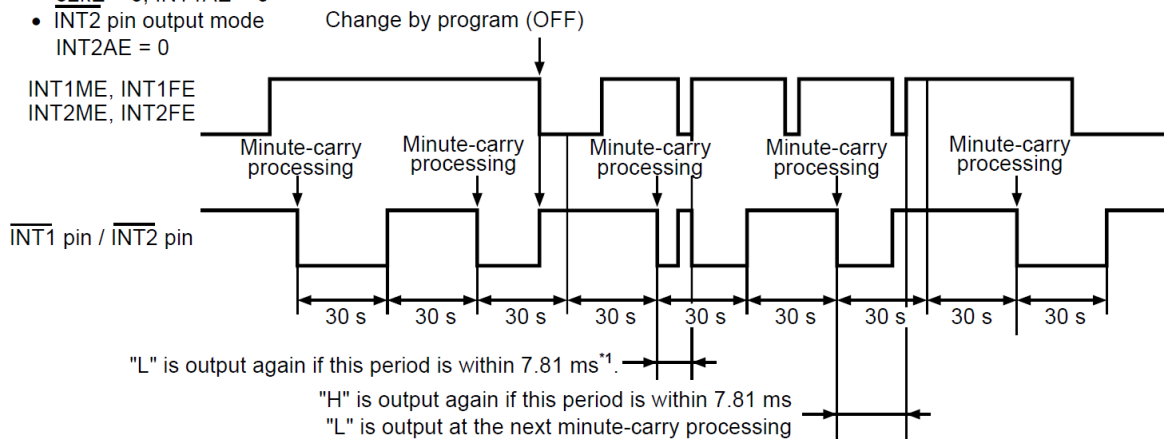 • INT2 pin output mode
INT2AE = 0
Change by program (OFF)
INT1ME, INT1FE
INT2ME, INT2FE
Minute-carry
processing
Minute-carry
processing
Minute-carry
processing
Minute-carry
processing
Minute-carry
processing
INT1 pin / INT2 pin
30 s 30 s 30 s 30 s 30 s 30 s 30 s 30 s 30 s
"L" is output again if this period is within 7.81 ms*1.
"H" is output again if this period is within 7.81 ms
"L" is output at the next minute-carry processing